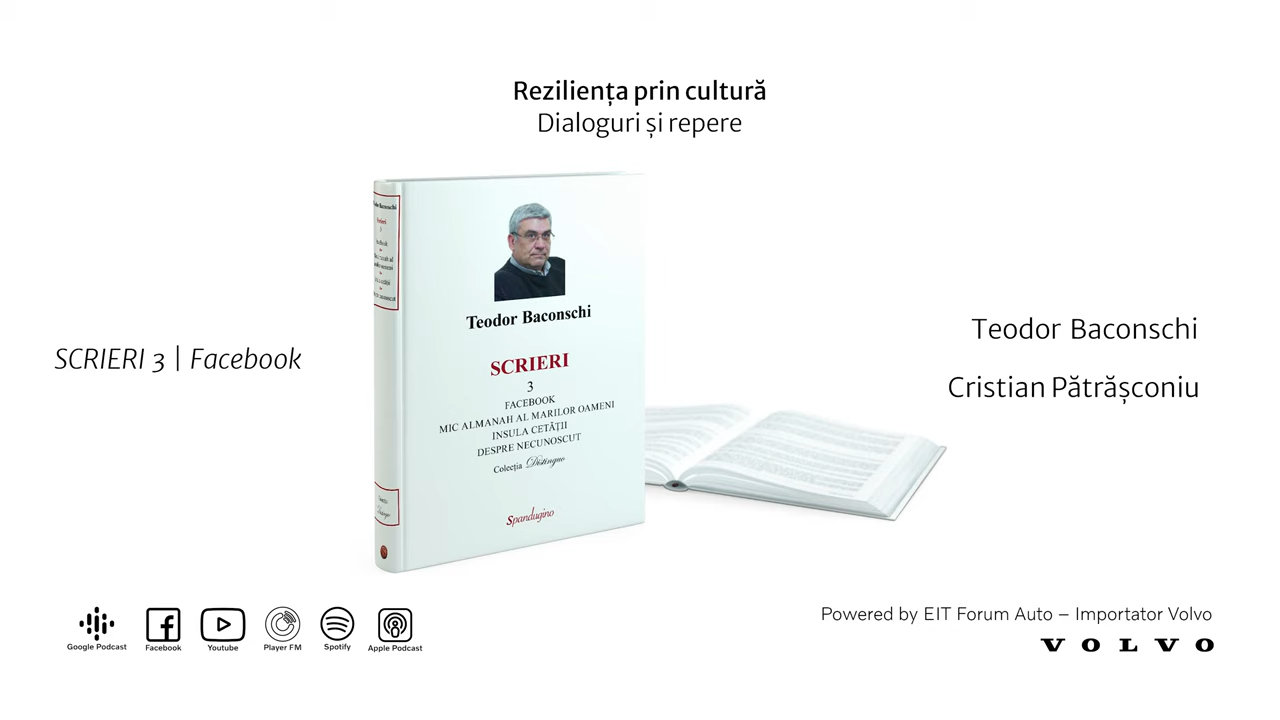 Reziliența prin cultură
Dialoguri și repere
Teodor Baconschi
SCRIERI
3
FACEBOOK
MIC ALMANAH AL MARILOR OAMENI
INSULA CETĂȚII
DESPRE NECUNOSCUT
Colecția Distinguo
Spandugino
SCRIERI 3 | Facebook
Teodor Baconschi
Cristian Pătrășconiu
Google Podcast
Facebook
Youtube
Player FM
Spotify
Apple Podcast
Powered by EIT Forum Auto – Importator Volvo
VOLVO